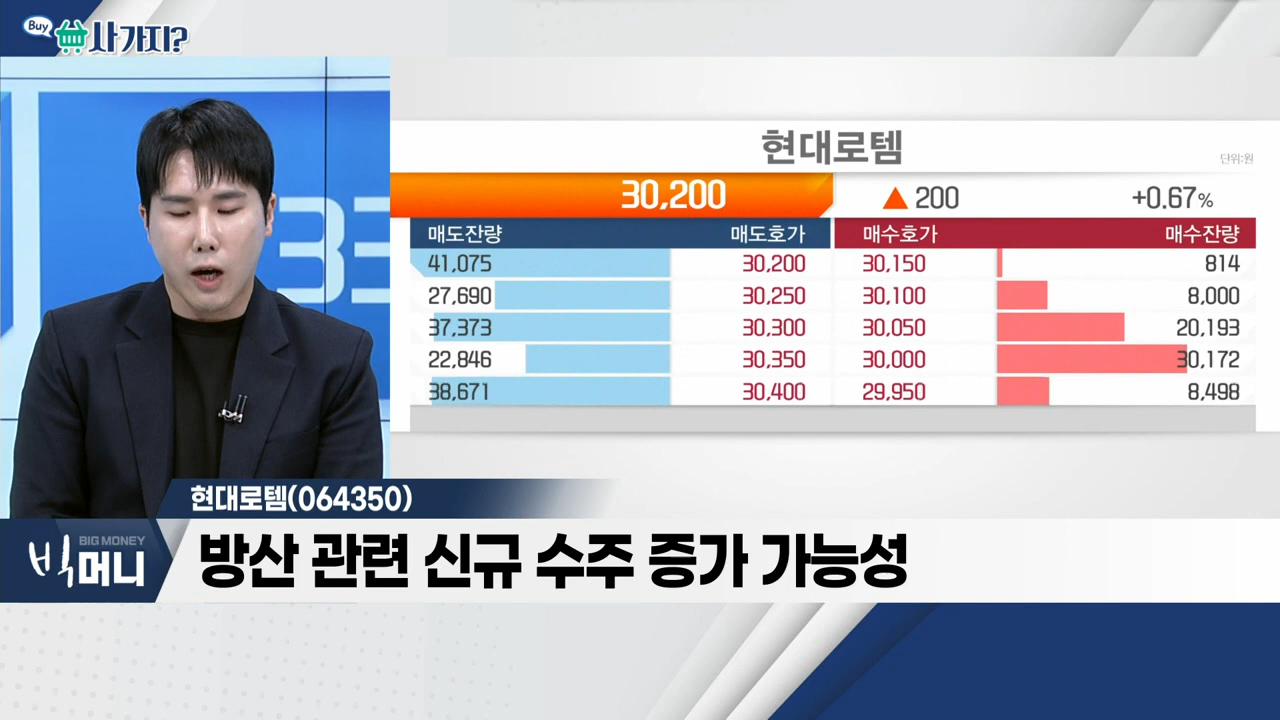 Buy 사가지?
현대로템
단위:원
30,200 ▲ 200 +0.67%
매도잔량 매도호가 매수호가 매수잔량
41,075 30,200 30,150 814
27,690 30,250 30,100 8,000
37,373 30,300 30,050 20,193
22,846 30,350 30,000 30,172
38,671 30,400 29,950 8,498
33
현대로템(064350)
BIG MONEY
빅머니
방산 관련 신규 수주 증가 가능성